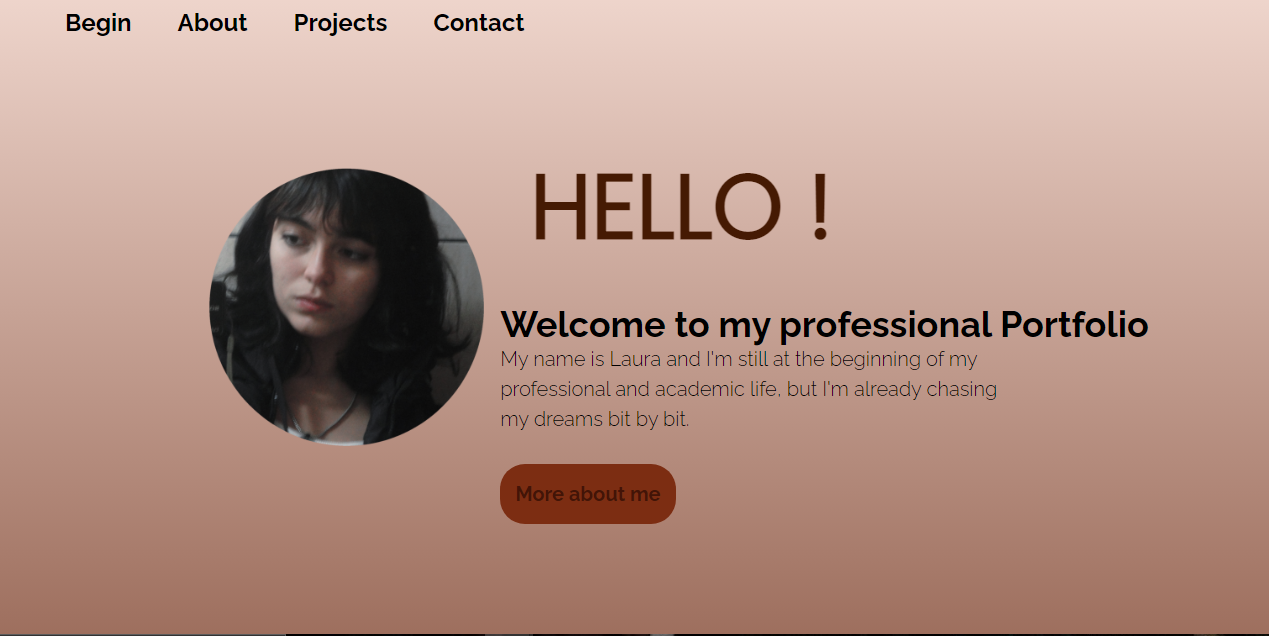 Begin About Projects Contact
HELLO !
Welcome to my professional Portfolio
My name is Laura and I'm still at the beginning of my
professional and academic life, but I'm already chasing
my dreams bit by bit.
More about me